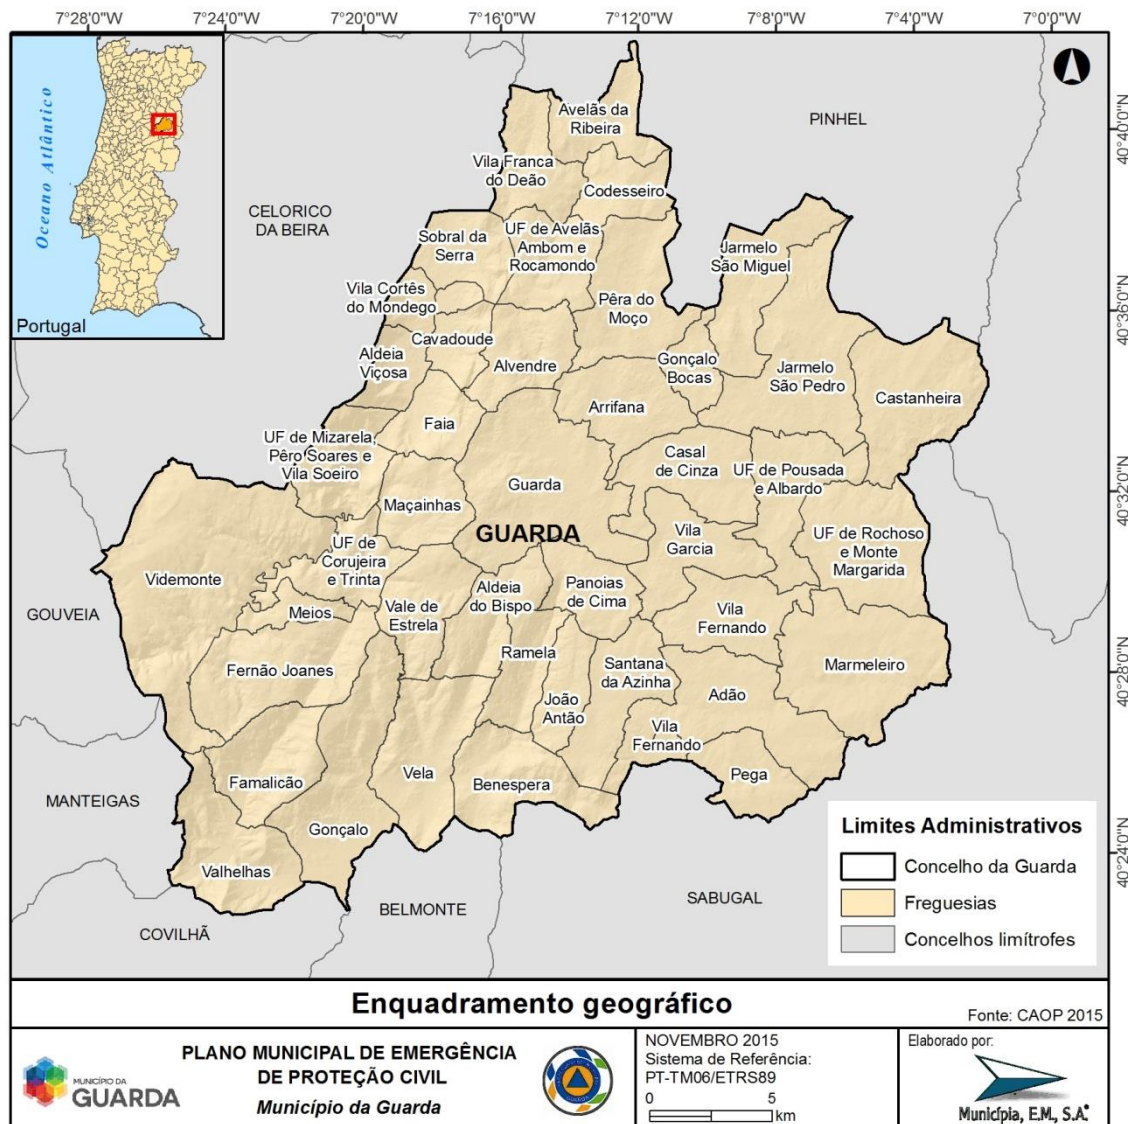 7°28'0"W
7°24'0"W
7°20'0"W
7°16'0"W
7°12'0"W
7°8'0"W
7°4'0"W
7°0'0"W
Oceano Atlântico
Portugal
40°40'0"N
40°36'0"N
40°32'0"N
40°28'0"N
40°24'0"N
PINHEL
CELORICO
DA BEIRA
GOUVEIA
MANTEIGAS
COVILHÃ
BELMONTE
SABUGAL
Avelãs da
Ribeira
Vila Franca
do Deão
Codesseiro
Sobral da
Serra
UF de Avelãs
Ambom e
Rocamondo
Jarmelo
São Miguel
Vila Cortês
do Mondego
Pêra do
Moço
Cavadoude
Aldeia
Viçosa
Alvendre
Gonçalo
Bocas
Jarmelo
São Pedro
Castanheira
Arrifana
Faia
UF de Mizarela,
Pêro Soares e
Vila Soeiro
Casal
de Cinza
UF de Pousada
e Albardo
Guarda
Maçainhas
GUARDA
Vila
Garcia
UF de Rochoso
e Monte
Margarida
UF de
Corujeira
e Trinta
Videmonte
Aldeia
do Bispo
Panoias
de Cima
Meios
Vale de
Estrela
Vila
Fernando
Ramela
Santana
da Azinha
Marmeleiro
Fernão Joanes
João
Antão
Adão
Vila
Fernando
Famalicão
Vela
Benespera
Pega
Gonçalo
Valhelhas
Limites Administrativos
Concelho da Guarda
Freguesias
Concelhos limítrofes
Enquadramento geográfico
Fonte: CAOP 2015
MUNICÍPIO DA
GUARDA
PLANO MUNICIPAL DE EMERGÊNCIA
DE PROTEÇÃO CIVIL
Município da Guarda
NOVEMBRO 2015
Sistema de Referência:
PT-TM06/ETRS89
0 5
km
Elaborado por:
Municípia, E.M., S.A.